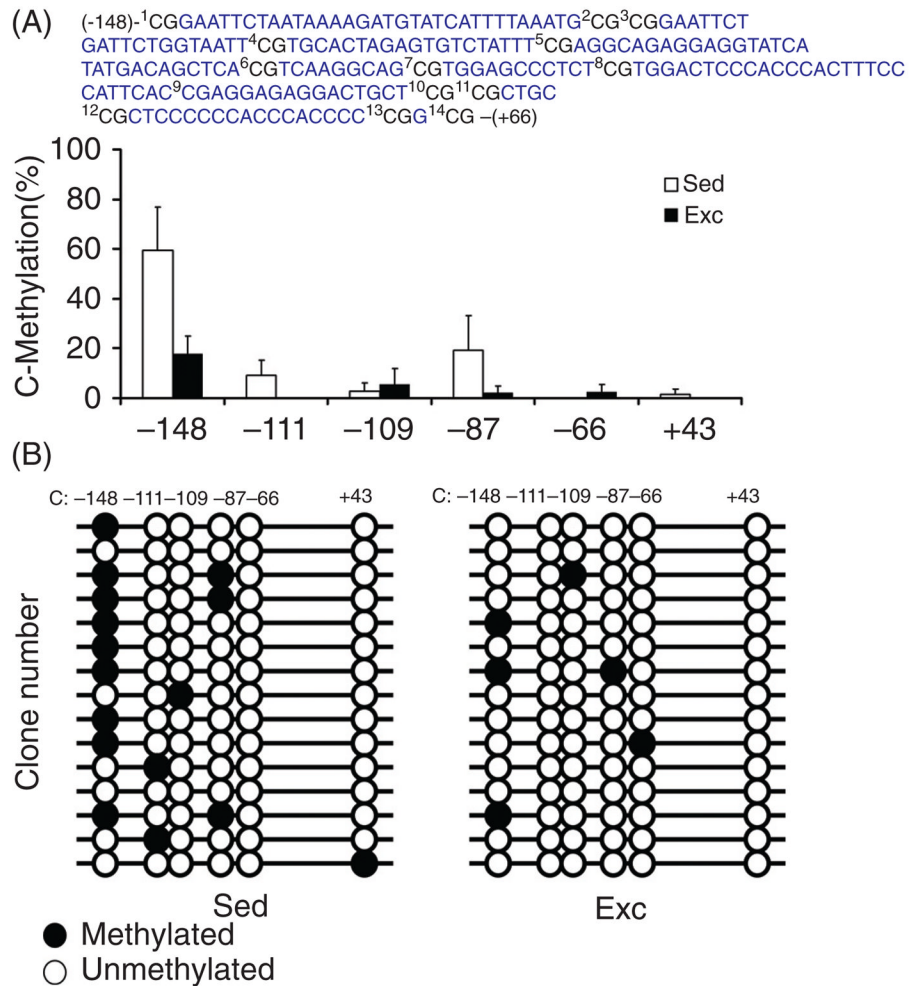 (A)
(-148)-¹CGGAATTCTAATAAAAGATGTATCATTTTAAATG²CG³CGGAATTCT
GATTCTGGTAATT⁴CGTGCACTAGAGTGTCTATTT⁵CGAGGCAGAGGAGGTATCA
TATGACAGCTCA⁶CGTCAAGGCAG⁷CGTGGAGCCCTCT⁸CGTGGACTCCCACCCACTTTCC
CATTCAC⁹CGAGGAGAGGACTGCT¹⁰CG¹¹CGCTGC
¹²CGCTCCCCCCACCCACCCC¹³CGG¹⁴CG –(+66)
C-Methylation(%)
100
80
60
40
20
0
Sed
Exc
–148 –111 –109 –87 –66 +43
(B)
C: –148 –111–109 –87–66 +43
C: –148 –111–109 –87–66 +43
Clone number
Sed
Exc
Methylated
Unmethylated